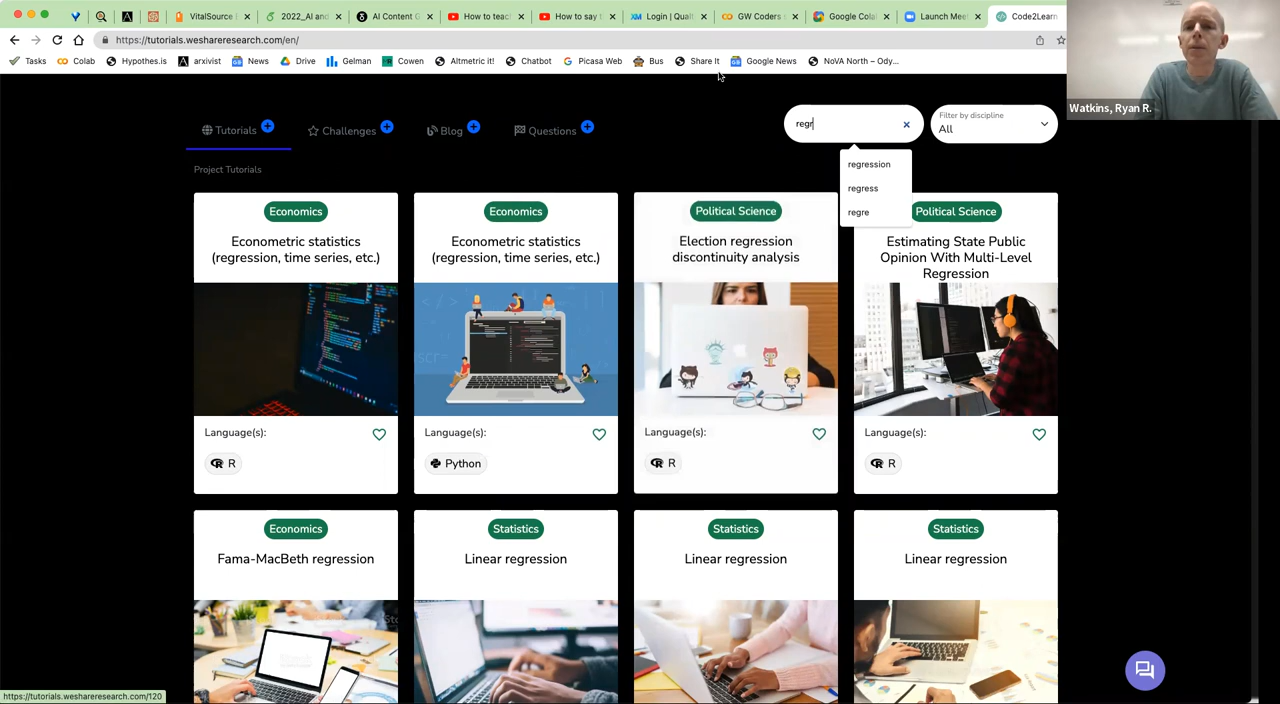 VitalSource
2022_AI and
AI Content G
How to teac
How to say t
Login | Qual
GW Coders
Google Cola
Launch Mee
Code2Learn
https://tutorials.weshareresearch.com/en/
Tasks
Colab
Hypothes.is
arxivist
News
Drive
Gelman
Cowen
Altmetric it!
Chatbot
Picasa Web
Bus
Share It
Google News
NoVA North – Ody...
Watkins, Ryan R.
Tutorials
Challenges
Blog
Questions
regr
Filter by discipline
All
regression
regress
regre
Project Tutorials
Economics
Econometric statistics
(regression, time series, etc.)
Language(s):
R
Economics
Econometric statistics
(regression, time series, etc.)
Language(s):
Python
Political Science
Election regression
discontinuity analysis
Language(s):
R
Political Science
Estimating State Public
Opinion With Multi-Level
Regression
Language(s):
R
Economics
Fama-MacBeth regression
Statistics
Linear regression
Statistics
Linear regression
Statistics
Linear regression
https://tutorials.weshareresearch.com/120